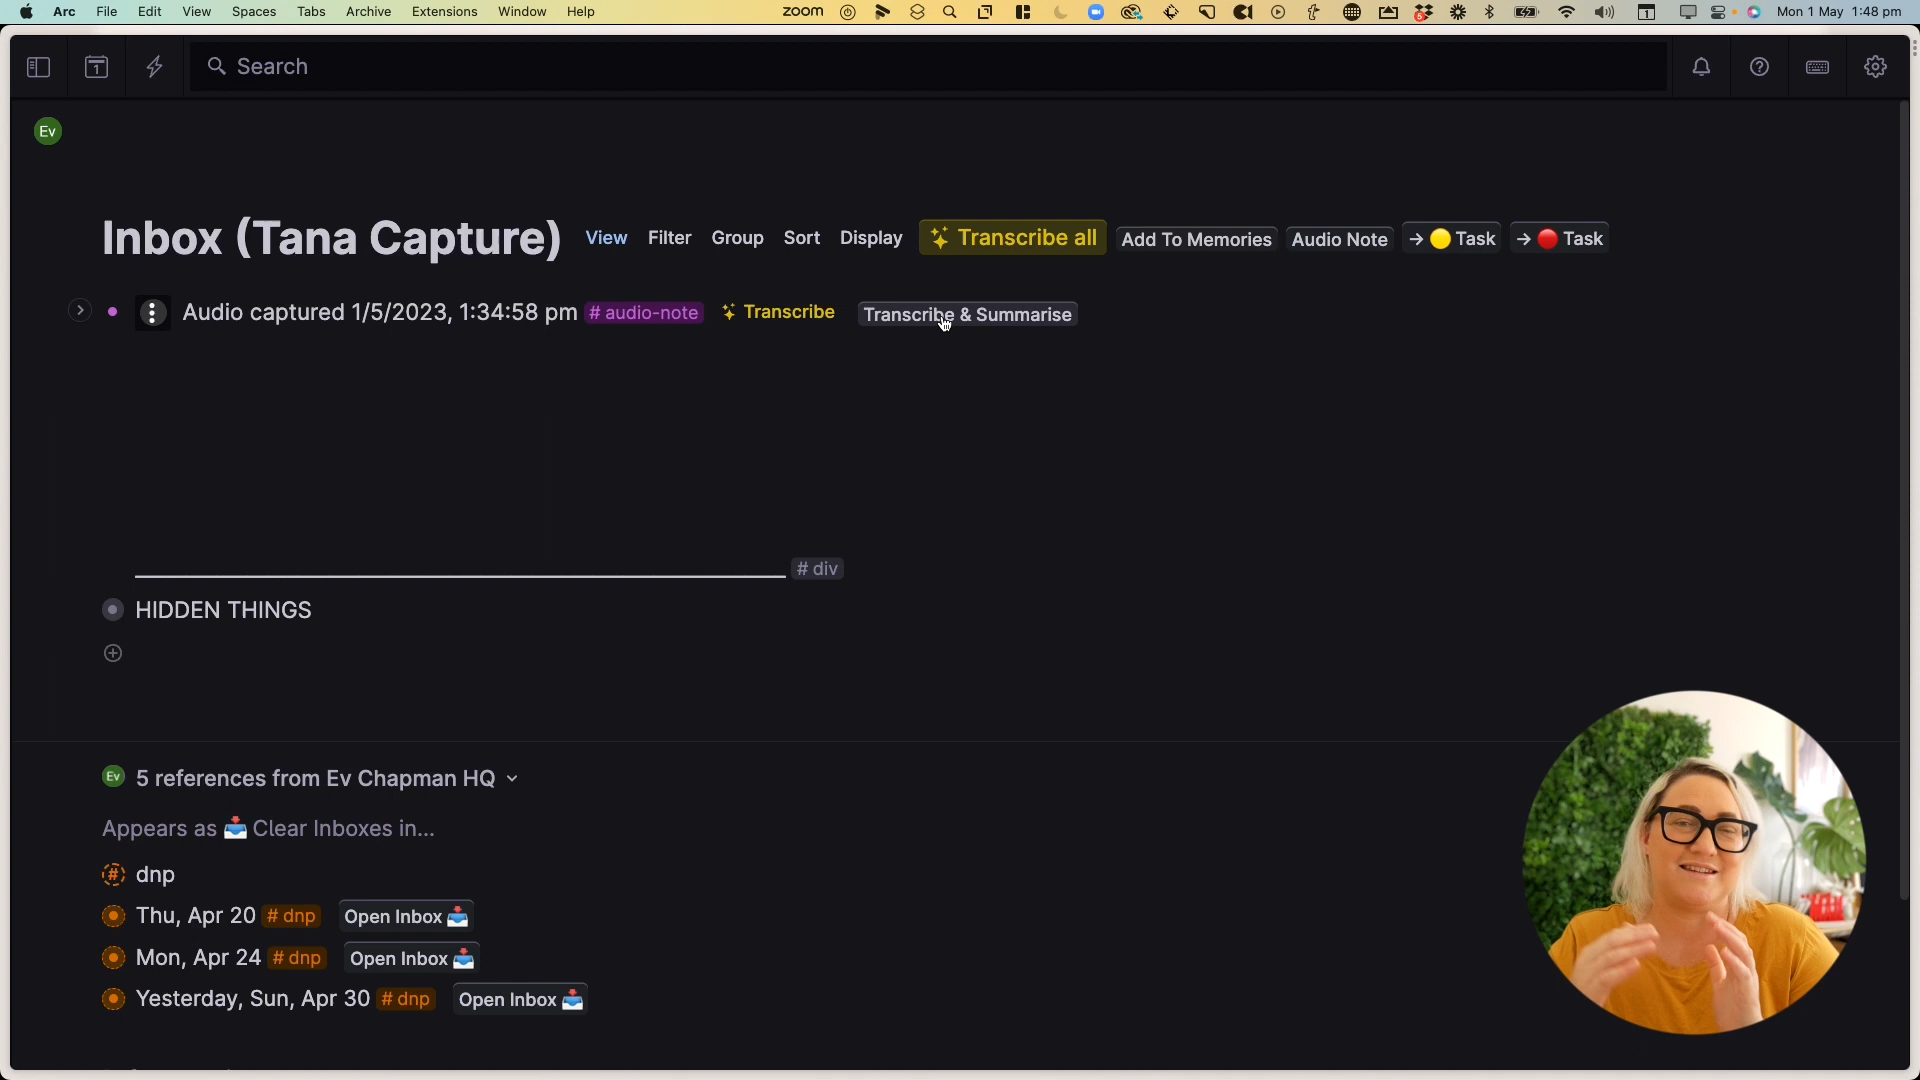 Arc File Edit View Spaces Tabs Archive Extensions Window Help zoom 5 1 Mon 1 May 1:48 pm
1 Search
Ev
Inbox (Tana Capture) View Filter Group Sort Display Transcribe all Add To Memories Audio Note → Task → Task
Audio captured 1/5/2023, 1:34:58 pm # audio-note Transcribe Transcribe & Summarise
# div
HIDDEN THINGS
Ev 5 references from Ev Chapman HQ
Appears as 📥 Clear Inboxes in...
# dnp
Thu, Apr 20 # dnp Open Inbox 📥
Mon, Apr 24 # dnp Open Inbox 📥
Yesterday, Sun, Apr 30 # dnp Open Inbox 📥